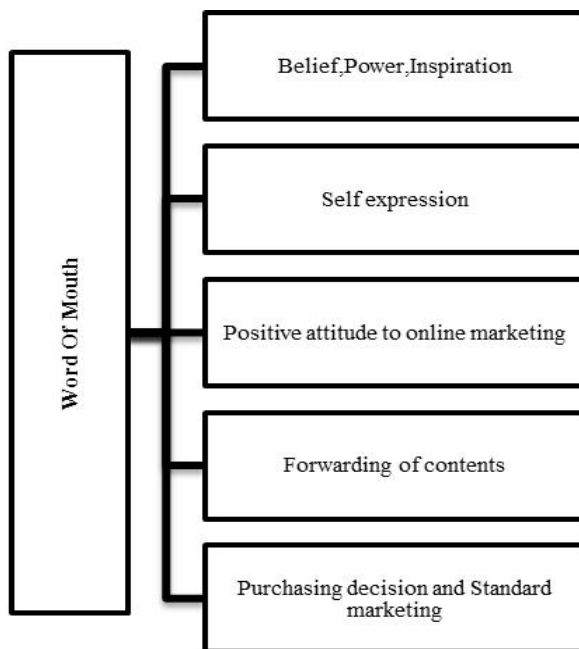 Word Of Mouth
Belief,Power,Inspiration
Self expression
Positive attitude to online marketing
Forwarding of contents
Purchasing decision and Standard
marketing